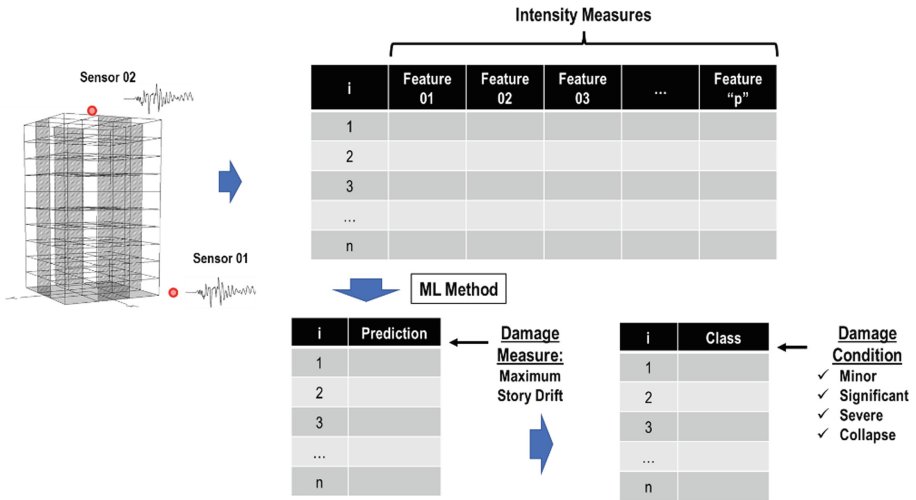 Intensity Measures
Sensor 02
i Feature 01 Feature 02 Feature 03 ... Feature "p"
1
2
3
...
n
Sensor 01
ML Method
i Prediction
1
2
3
...
n
Damage
Measure:
Maximum
Story Drift
i Class
1
2
3
...
n
Damage
Condition
✓ Minor
✓ Significant
✓ Severe
✓ Collapse